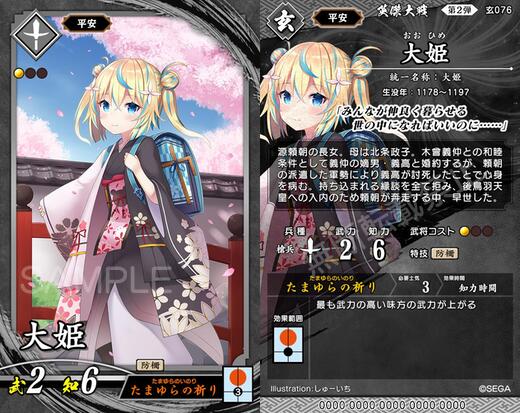 平安
SAMPLE
大姫
防柵
武2 知6
たまゆらのいのり
たまゆらの祈り
3
玄
平安
英傑大戦
第2弾
玄076
おお ひめ
大姫
統一名称：大姫
生没年：1178～1197
「みんなが仲良く暮らせる
世の中になればいいのに……」
源頼朝の長女。母は北条政子。木曾義仲との和睦
条件として義仲の嫡男・義高と婚約するが、頼朝
の派遣した軍勢により義高が討死したことで心身
を病む。持ち込まれる縁談を全て拒み、後鳥羽天
皇への入内のため頼朝が奔走する中、早世した。
兵種 武力 知力 武将コスト
槍兵 2 6 特技 防柵
たまゆらのいのり 必要士気 効果時間
たまゆらの祈り 3 知力時間
最も武力の高い味方の武力が上がる
効果範囲
Illustration:しゅーいち
©SEGA
0000 0000 0000 0000 0000